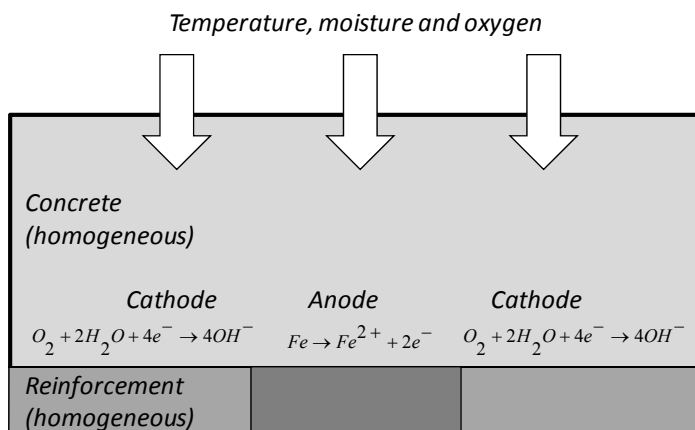 Temperature, moisture and oxygen
Concrete
(homogeneous)
Cathode Anode Cathode
O₂ + 2H₂O + 4e⁻ → 4OH⁻ Fe → Fe²⁺ + 2e⁻ O₂ + 2H₂O + 4e⁻ → 4OH⁻
Reinforcement
(homogeneous)